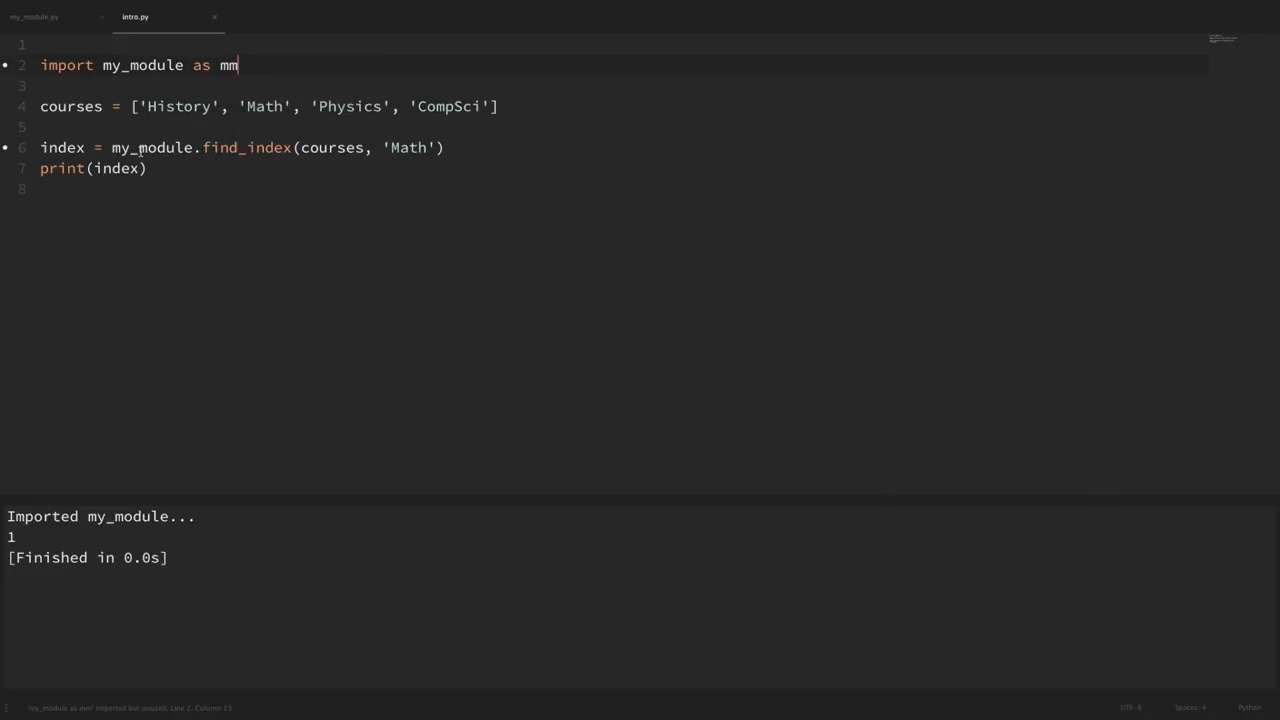 my_module.py
intro.py
1
2 import my_module as mm
3
4 courses = ['History', 'Math', 'Physics', 'CompSci']
5
6 index = my_module.find_index(courses, 'Math')
7 print(index)
8
Imported my_module...
1
[Finished in 0.0s]
'my_module as mm' imported but unused, Line 2, Column 23
UTF-8 Spaces: 4 Python